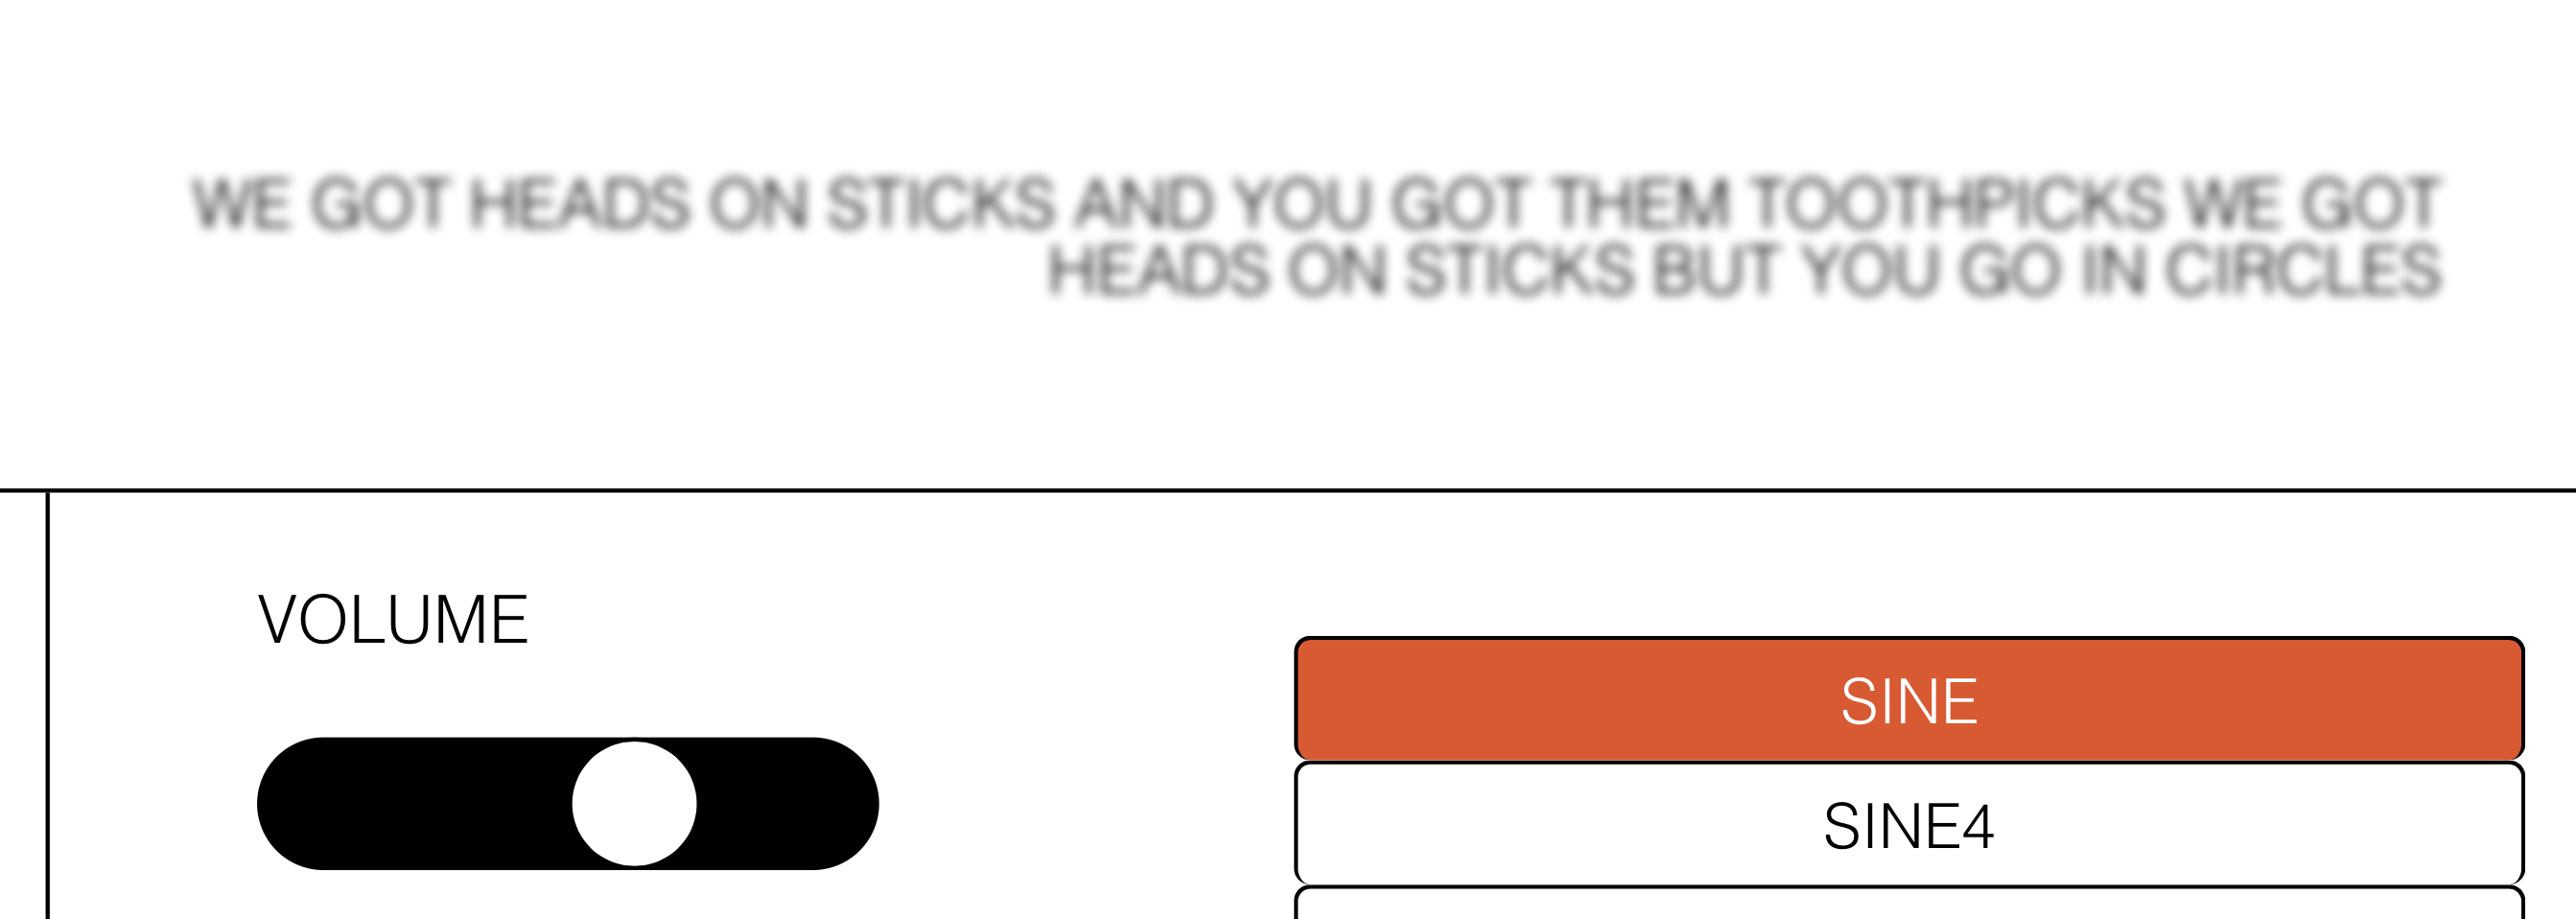 WE GOT HEADS ON STICKS AND YOU GOT THEM TOOTHPICKS WE GOT
HEADS ON STICKS BUT YOU GO IN CIRCLES
VOLUME
SINE
SINE4